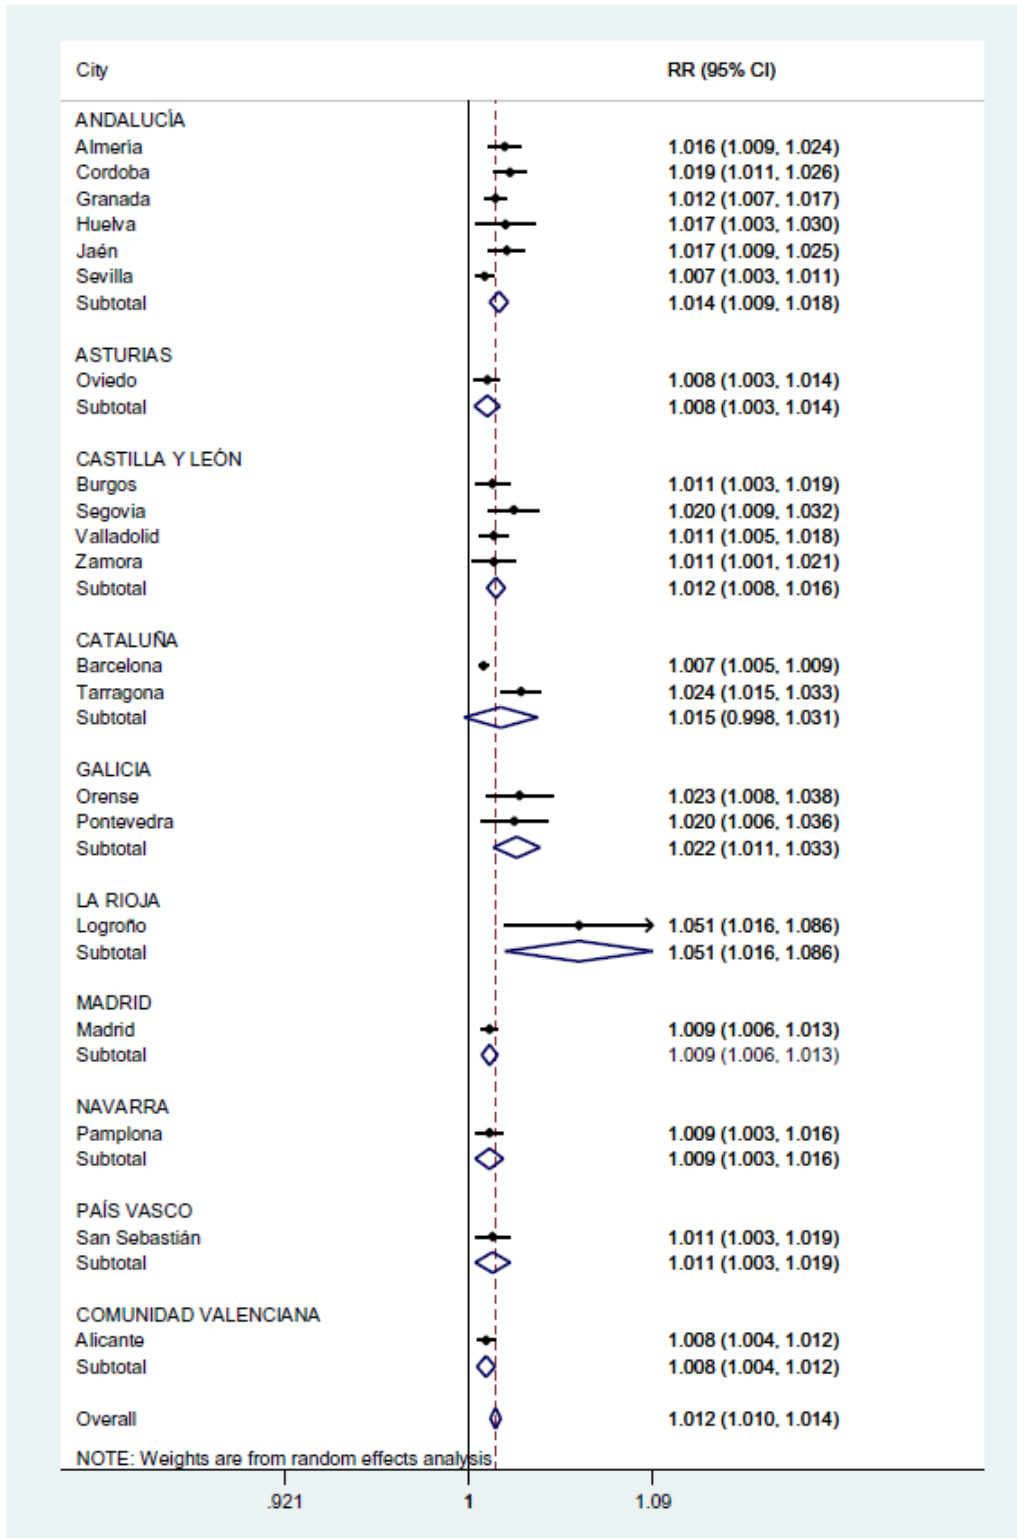 City RR (95% CI)
ANDALUCÍA
Almería 1.016 (1.009, 1.024)
Cordoba 1.019 (1.011, 1.026)
Granada 1.012 (1.007, 1.017)
Huelva 1.017 (1.003, 1.030)
Jaén 1.017 (1.009, 1.025)
Sevilla 1.007 (1.003, 1.011)
Subtotal 1.014 (1.009, 1.018)
ASTURIAS
Oviedo 1.008 (1.003, 1.014)
Subtotal 1.008 (1.003, 1.014)
CASTILLA Y LEÓN
Burgos 1.011 (1.003, 1.019)
Segovia 1.020 (1.009, 1.032)
Valladolid 1.011 (1.005, 1.018)
Zamora 1.011 (1.001, 1.021)
Subtotal 1.012 (1.008, 1.016)
CATALUÑA
Barcelona 1.007 (1.005, 1.009)
Tarragona 1.024 (1.015, 1.033)
Subtotal 1.015 (0.998, 1.031)
GALICIA
Orense 1.023 (1.008, 1.038)
Pontevedra 1.020 (1.006, 1.036)
Subtotal 1.022 (1.011, 1.033)
LA RIOJA
Logroño 1.051 (1.016, 1.086)
Subtotal 1.051 (1.016, 1.086)
MADRID
Madrid 1.009 (1.006, 1.013)
Subtotal 1.009 (1.006, 1.013)
NAVARRA
Pamplona 1.009 (1.003, 1.016)
Subtotal 1.009 (1.003, 1.016)
PAÍS VASCO
San Sebastián 1.011 (1.003, 1.019)
Subtotal 1.011 (1.003, 1.019)
COMUNIDAD VALENCIANA
Alicante 1.008 (1.004, 1.012)
Subtotal 1.008 (1.004, 1.012)
Overall 1.012 (1.010, 1.014)
NOTE: Weights are from random effects analysis
.921 1 1.09